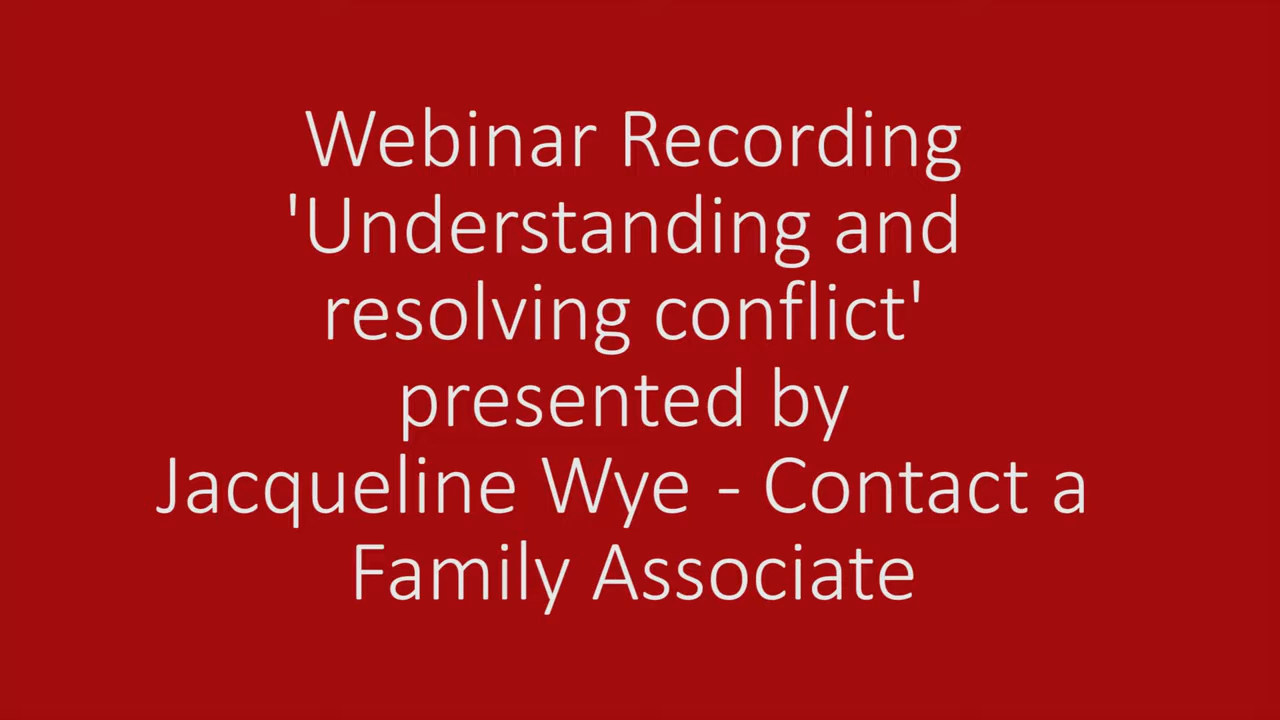 Webinar Recording
'Understanding and
resolving conflict'
presented by
Jacqueline Wye - Contact a
Family Associate